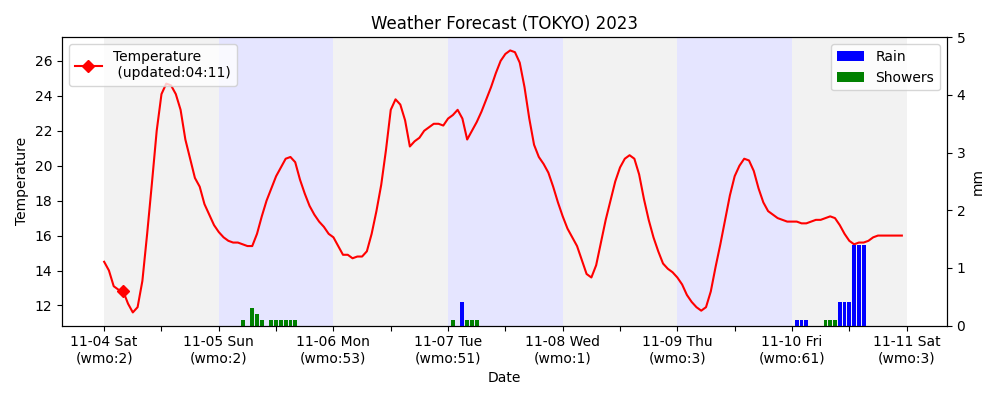 Weather Forecast (TOKYO) 2023
Temperature
(updated:04:11)
Rain
Showers
Temperature
26
24
22
20
18
16
14
12
5
4
3
2
1
0
mm
11-04 Sat
(wmo:2)
11-05 Sun
(wmo:2)
11-06 Mon
(wmo:53)
11-07 Tue
(wmo:51)
11-08 Wed
(wmo:1)
11-09 Thu
(wmo:3)
11-10 Fri
(wmo:61)
11-11 Sat
(wmo:3)
Date